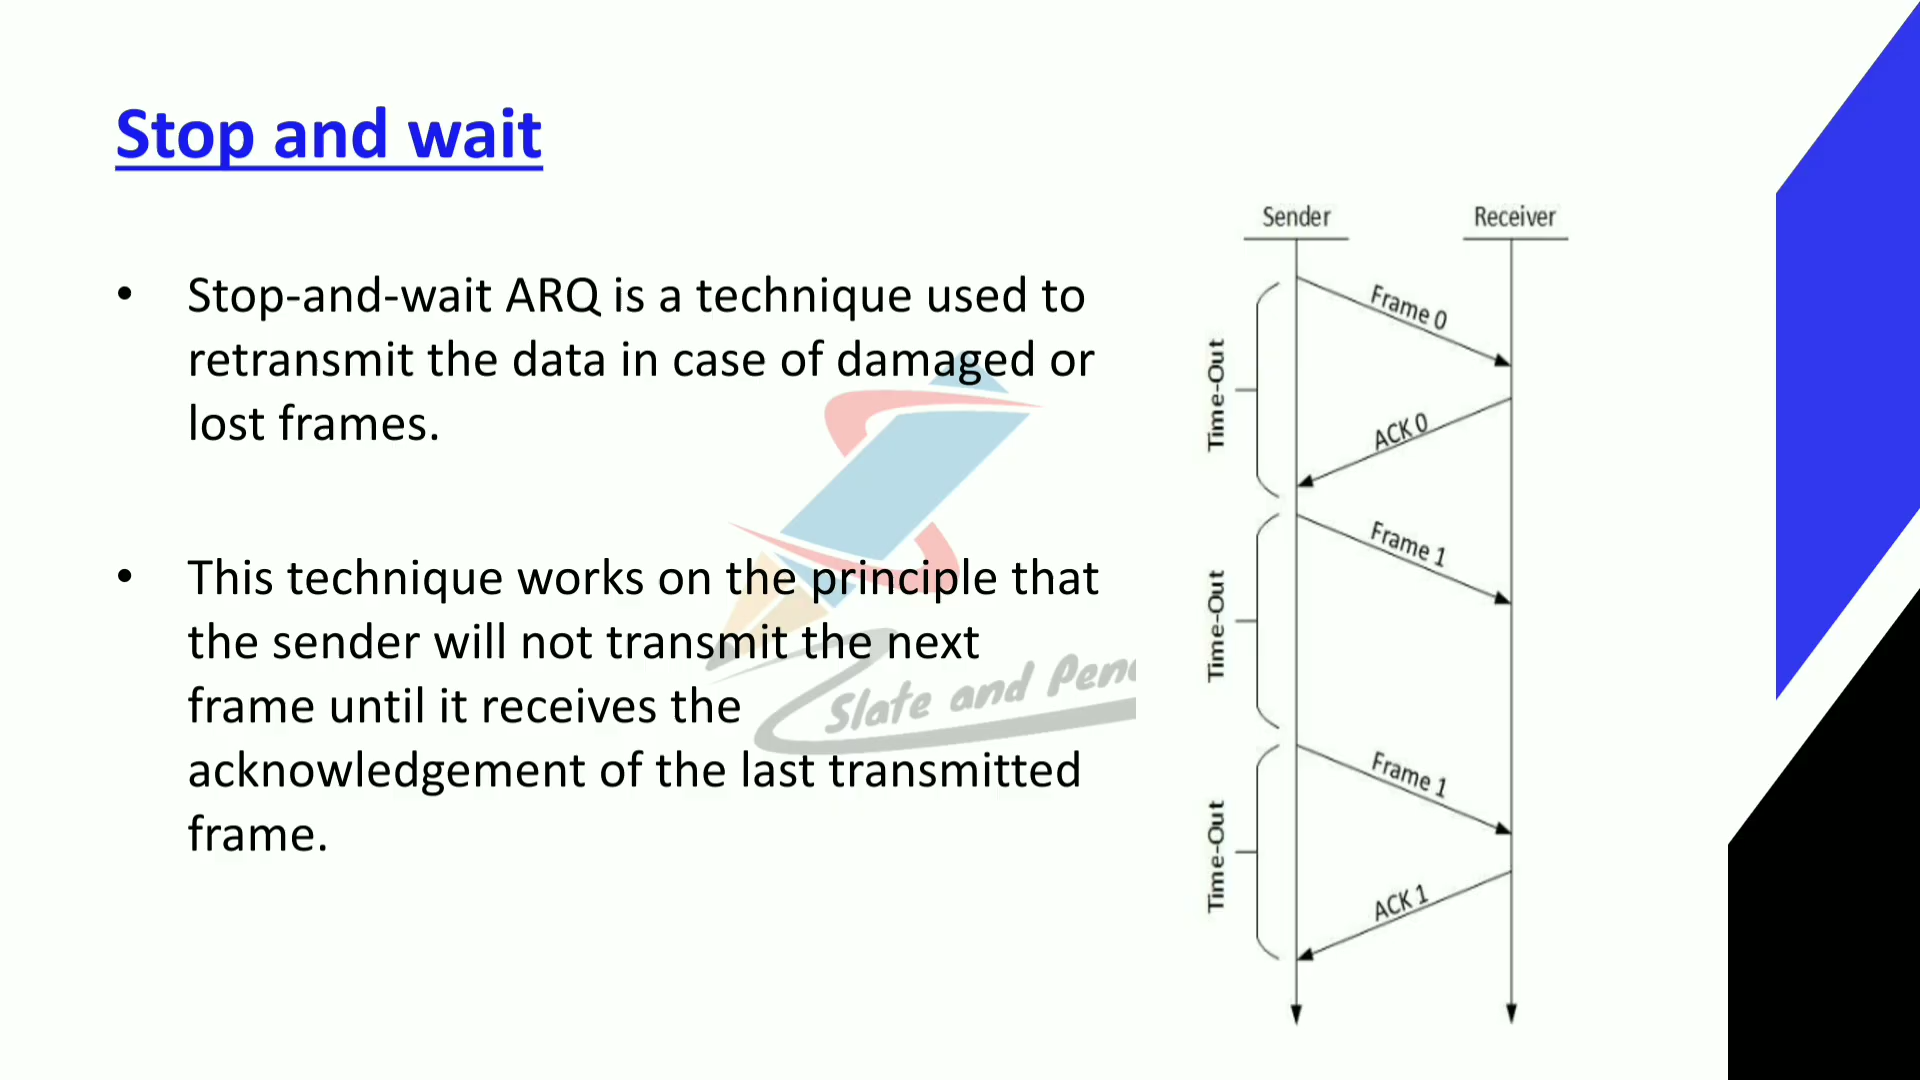 Stop and wait
• Stop-and-wait ARQ is a technique used to
retransmit the data in case of damaged or
lost frames.
• This technique works on the principle that
the sender will not transmit the next
frame until it receives the
acknowledgement of the last transmitted
frame.
Slate and
Sender
Receiver
Frame 0
Time-Out
ACK 0
Frame 1
Time-Out
Frame 1
Time-Out
ACK 1